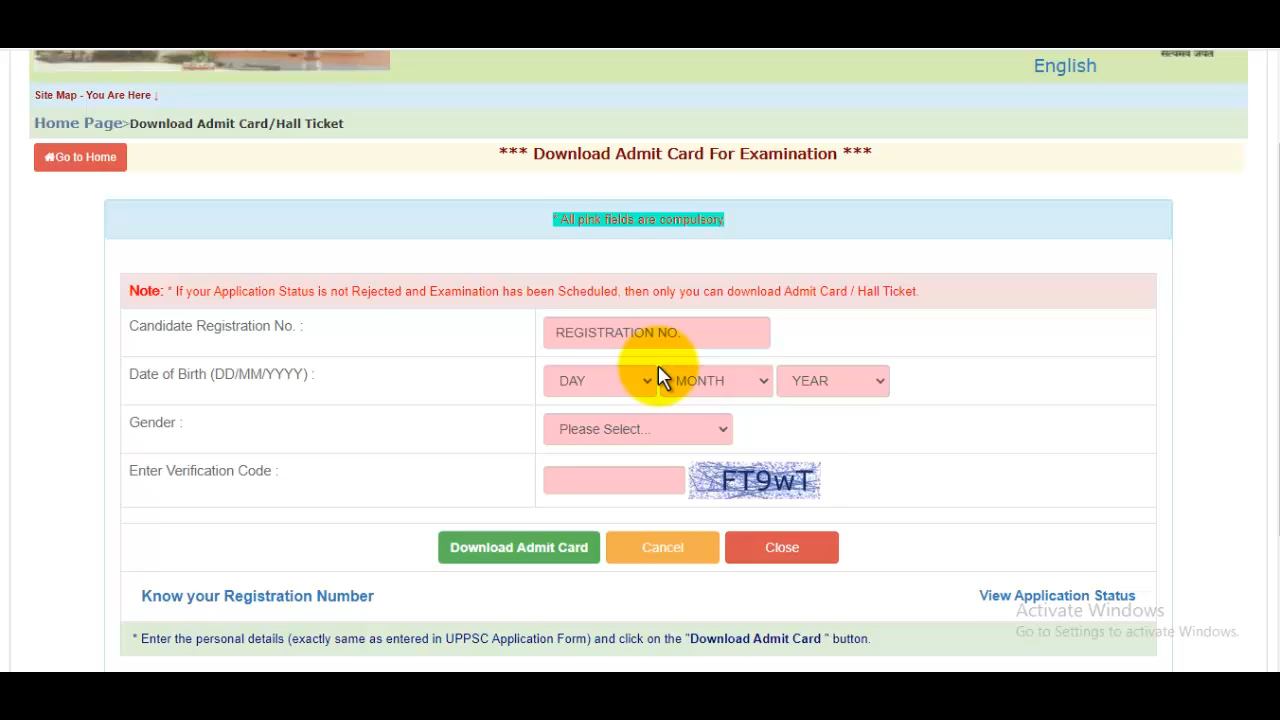 सत्यमेव जयते
English
Site Map - You Are Here ↓
Home Page>Download Admit Card/Hall Ticket
Go to Home
*** Download Admit Card For Examination ***
* All pink fields are compulsory
Note: * If your Application Status is not Rejected and Examination has been Scheduled, then only you can download Admit Card / Hall Ticket.
Candidate Registration No. :
REGISTRATION NO.
Date of Birth (DD/MM/YYYY) :
DAY MONTH YEAR
Gender :
Please Select...
Enter Verification Code :
FT9wT
Download Admit Card Cancel Close
Know your Registration Number View Application Status
Activate Windows
Go to Settings to activate Windows.
* Enter the personal details (exactly same as entered in UPPSC Application Form) and click on the "Download Admit Card " button.